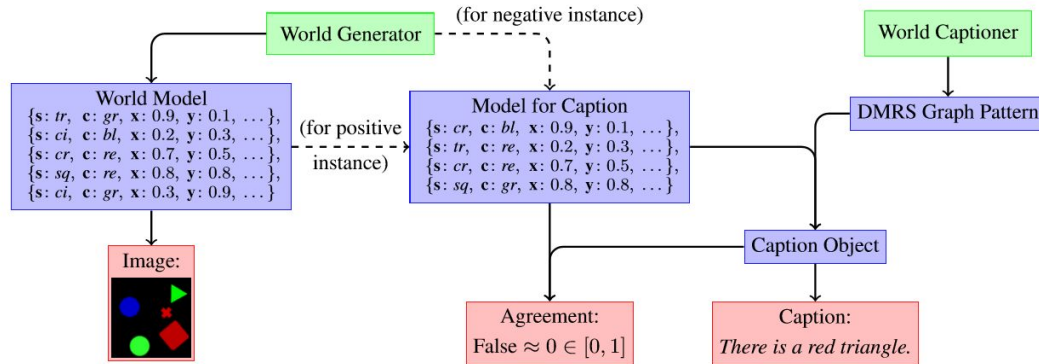 World Generator
(for negative instance)
World Captioner
World Model
{s: tr, c: gr, x: 0.9, y: 0.1, ...},
{s: ci, c: bl, x: 0.2, y: 0.3, ...},
{s: cr, c: re, x: 0.7, y: 0.5, ...},
{s: sq, c: re, x: 0.8, y: 0.8, ...},
{s: ci, c: gr, x: 0.3, y: 0.9, ...}
(for positive
instance)
Model for Caption
{s: cr, c: bl, x: 0.9, y: 0.1, ...},
{s: tr, c: re, x: 0.2, y: 0.3, ...},
{s: cr, c: re, x: 0.7, y: 0.5, ...},
{s: sq, c: gr, x: 0.8, y: 0.8, ...}
DMRS Graph Pattern
Caption Object
Image:
Agreement:
False ≈ 0 ∈ [0, 1]
Caption:
There is a red triangle.